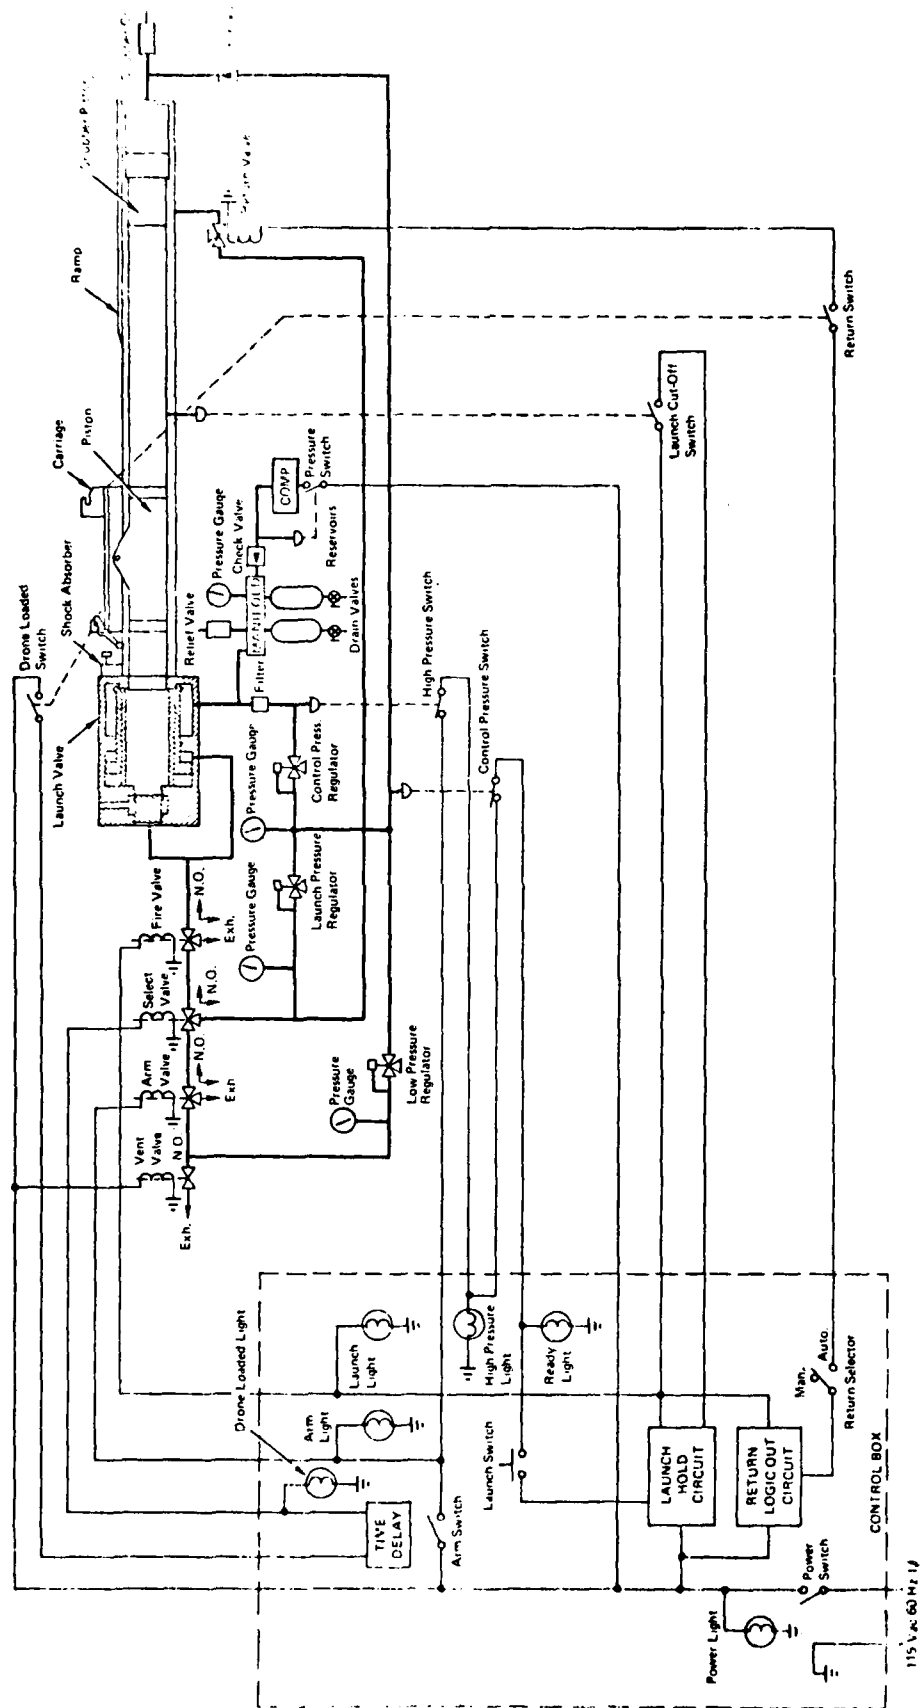 Ramp
Carriage
Piston
Drone Loaded
Switch
Shock Absorber
Launch Valve
Relief Valve
Pressure Gauge
Check Valve
COMP
Pressure
Switch
Reservoirs
MANIFOLD
Filter
Drain Valves
Return Switch
Launch Cut-Off
Switch
High Pressure Switch
Control Pressure Switch
Pressure Gauge
Control Press.
Regulator
Pressure Gauge
Launch Pressure
Regulator
Fire Valve
N.O.
Exh.
Select
Valve
N.O.
Arm
Valve
N.O.
Exh
Vent
Valve
N O
Exh.
Pressure
Gauge
Low Pressure
Regulator
Drone Loaded Light
Launch
Light
Arm
Light
High Pressure
Light
Ready
Light
Launch Switch
TIME
DELAY
Arm Switch
LAUNCH
HOLD
CIRCUIT
RETURN
LOGIC OUT
CIRCUIT
Man.
Auto.
Return Selector
CONTROL BOX
Power
Switch
Power Light
115 Vac 60 Hz